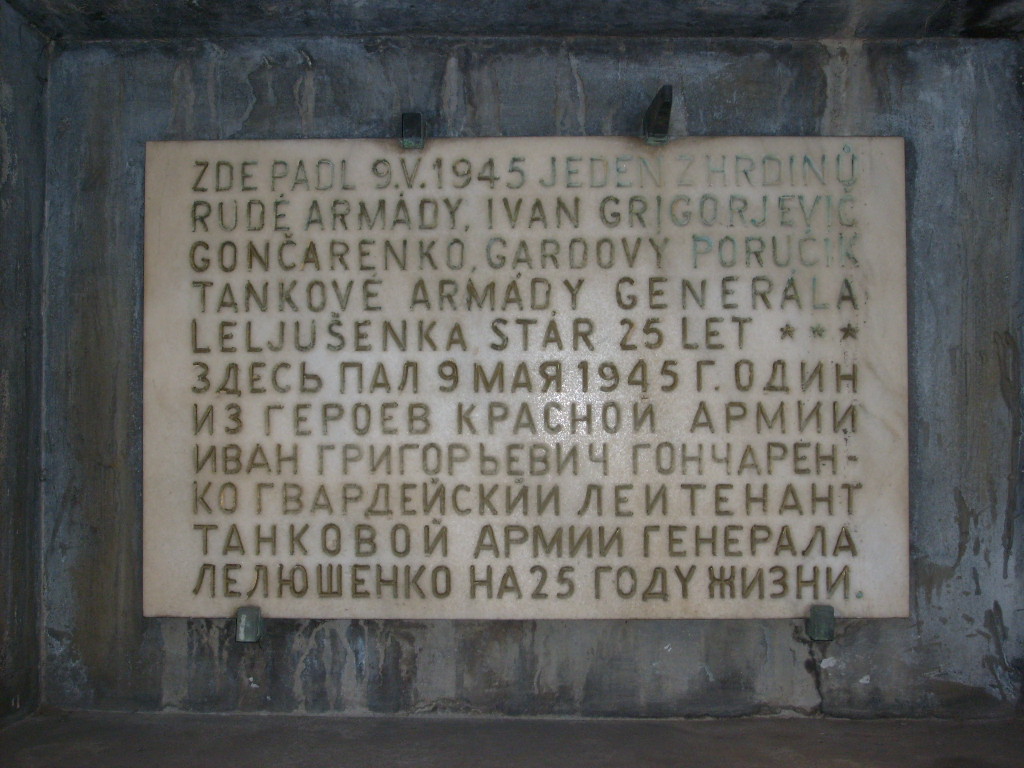 ZDE PADL 9.V.1945 JEDEN Z HRDINŮ
RUDÉ ARMÁDY, IVAN GRIGORJEVIČ
GONČARENKO, GARDOVÝ PORUČÍK
TANKOVÉ ARMÁDY GENERÁLA
LELJUŠENKA STÁR 25 LET ***
ЗДЕСЬ ПАЛ 9 МАЯ 1945 Г. ОДИН
ИЗ ГЕРОЕВ КРАСНОЙ АРМИИ
ИВАН ГРИГОРЬЕВИЧ ГОНЧАРЕН-
КО ГВАРДЕЙСКЙИ ЛЕИТЕНАНТ
ТАНКОВОЙ АРМИИ ГЕНЕРАЛА
ЛЕЛЮШЕНКО НА 25 ГОДУ ЖИЗНИ.